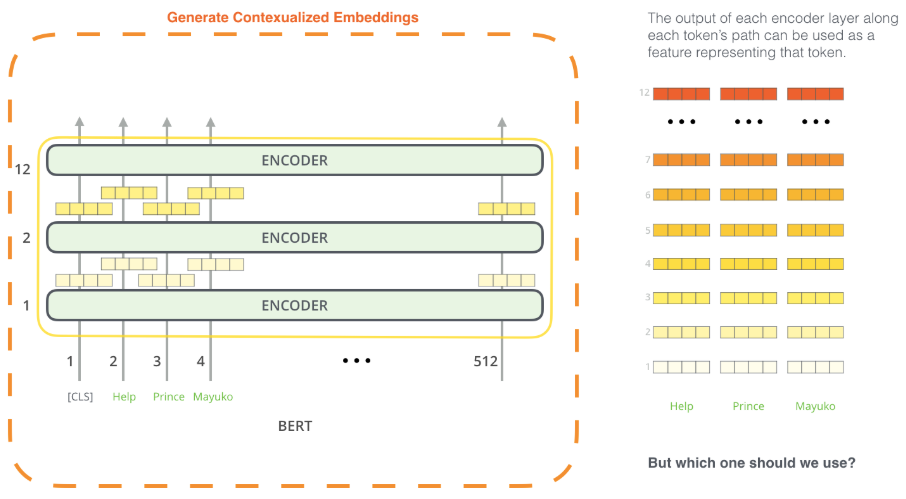 Generate Contexualized Embeddings
The output of each encoder layer along
each token's path can be used as a
feature representing that token.
12 ENCODER
2 ENCODER
1 ENCODER
1 2 3 4 ••• 512
[CLS] Help Prince Mayuko
BERT
12
••• ••• •••
7
6
5
4
3
2
1
Help Prince Mayuko
But which one should we use?